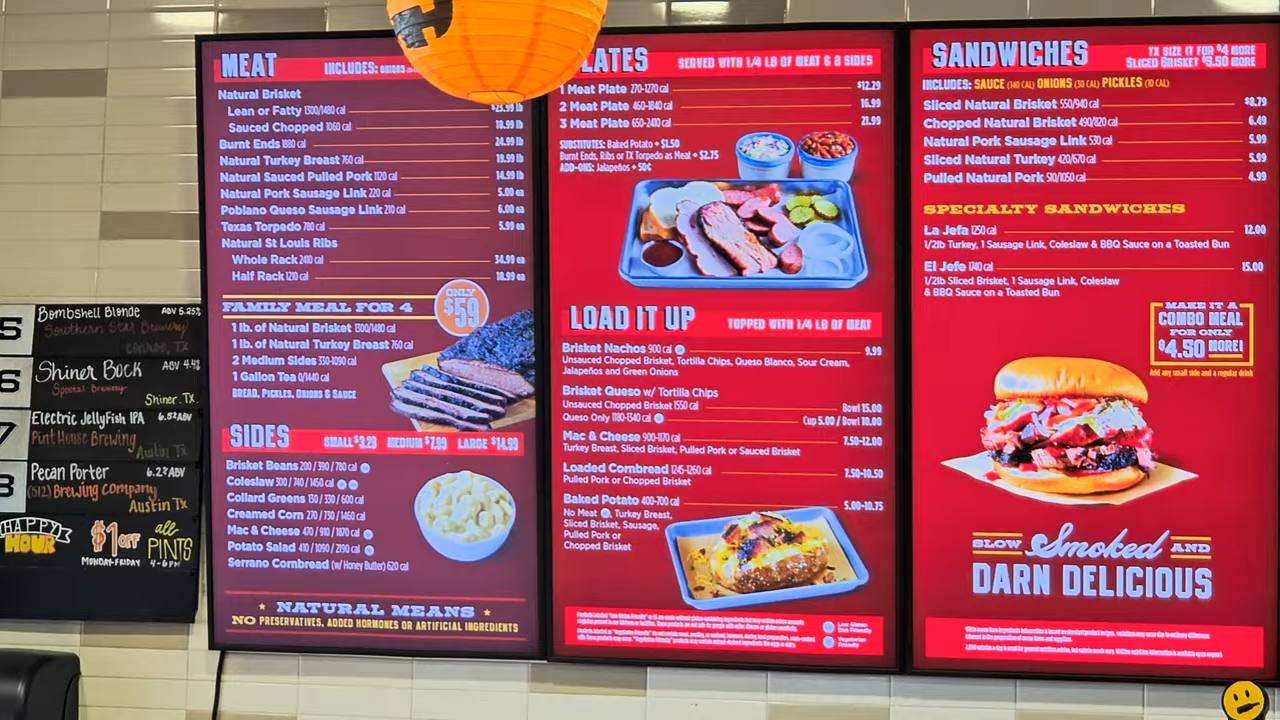 5 Bombshell Blonde ABV 5.25%
Southern Star Brewery
Conroe, TX
6 Shiner Bock ABV 4.4%
Spoetzl Brewery
Shiner. TX.
7 Electric Jellyfish IPA 6.5% ABV
Pint House Brewing
Austin Tx
8 Pecan Porter 6.2% ABV
(512) Brewing Company
Austin Tx
HAPPY HOUR $1 OFF all PINTS
MONDAY-FRIDAY 4-6PM
MEAT INCLUDES:
Natural Brisket
Lean or Fatty 1300/1480 cal lb
Sauced Chopped 1060 cal 18.99 lb
Burnt Ends 1880 cal 24.99 lb
Natural Turkey Breast 760 cal 19.99 lb
Natural Sauced Pulled Pork 1120 cal 14.99 lb
Natural Pork Sausage Link 220 cal 5.00 ea
Poblano Queso Sausage Link 210 cal 6.00 ea
Texas Torpedo 780 cal 5.99 ea
Natural St Louis Ribs
Whole Rack 2410 cal 34.99 ea
Half Rack 1210 cal 18.99 ea
FAMILY MEAL FOR 4 ONLY $59
1 lb. of Natural Brisket 1300/1480 cal
1 lb. of Natural Turkey Breast 760 cal
2 Medium Sides 330-1090 cal
1 Gallon Tea 0/1440 cal
BREAD, PICKLES, ONIONS & SAUCE
SIDES SMALL $3.29 MEDIUM $7.99 LARGE $14.99
Brisket Beans 200 / 390 / 780 cal
Coleslaw 300 / 740 / 1450 cal
Collard Greens 130 / 330 / 600 cal
Creamed Corn 270 / 730 / 1460 cal
Mac & Cheese 470 / 910 / 1870 cal
Potato Salad 410 / 1090 / 2190 cal
Serrano Cornbread (w/ Honey Butter) 620 cal
NATURAL MEANS
NO PRESERVATIVES, ADDED HORMONES OR ARTIFICIAL INGREDIENTS
LATES SERVED WITH 1/4 LB OF MEAT & 2 SIDES
1 Meat Plate 270-1270 cal $12.29
2 Meat Plate 460-1840 cal 16.99
3 Meat Plate 650-2410 cal 21.99
SUBSTITUTES: Baked Potato + $1.50
Burnt Ends, Ribs or TX Torpedo as Meat + $2.75
ADD-ONS: Jalapeños + 50¢
LOAD IT UP TOPPED WITH 1/4 LB OF MEAT
Brisket Nachos 900 cal 9.99
Unsauced Chopped Brisket, Tortilla Chips, Queso Blanco, Sour Cream,
Jalapeños and Green Onions
Brisket Queso w/ Tortilla Chips
Unsauced Chopped Brisket 1550 cal Bowl 15.00
Queso Only 1180-1340 cal Cup 5.00 / Bowl 10.00
Mac & Cheese 900-1170 cal 7.50-12.00
Turkey Breast, Sliced Brisket, Pulled Pork or Sauced Brisket
Loaded Cornbread 1245-1260 cal 7.50-10.50
Pulled Pork or Chopped Brisket
Baked Potato 400-700 cal 5.00-10.75
No Meat, Turkey Breast,
Sliced Brisket, Sausage,
Pulled Pork or
Chopped Brisket
Low Gluten Diet Friendly
Vegetarian Friendly
SANDWICHES TX SIZE IT FOR $4 MORE
SLICED BRISKET $5.50 MORE
INCLUDES: SAUCE (140 CAL) ONIONS (30 CAL) PICKLES (10 CAL)
Sliced Natural Brisket 550/940 cal $8.79
Chopped Natural Brisket 490/820 cal 6.49
Natural Pork Sausage Link 530 cal 5.99
Sliced Natural Turkey 420/670 cal 5.99
Pulled Natural Pork 510/1050 cal 4.99
SPECIALTY SANDWICHES
La Jefa 1250 cal 12.00
1/2lb Turkey, 1 Sausage Link, Coleslaw & BBQ Sauce on a Toasted Bun
El Jefe 1740 cal 15.00
1/2lb Sliced Brisket, 1 Sausage Link, Coleslaw
& BBQ Sauce on a Toasted Bun
MAKE IT A
COMBO MEAL
FOR ONLY
$4.50 MORE!
Add any small side and a regular drink
SLOW Smoked AND
DARN DELICIOUS